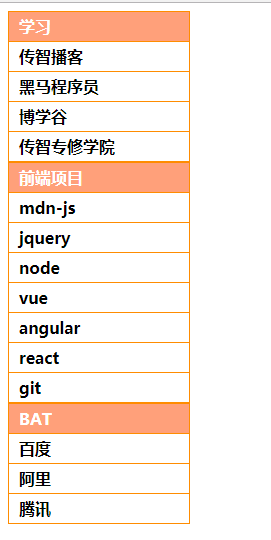 学习
传智播客
黑马程序员
博学谷
传智专修学院
前端项目
mdn-js
jquery
node
vue
angular
react
git
BAT
百度
阿里
腾讯